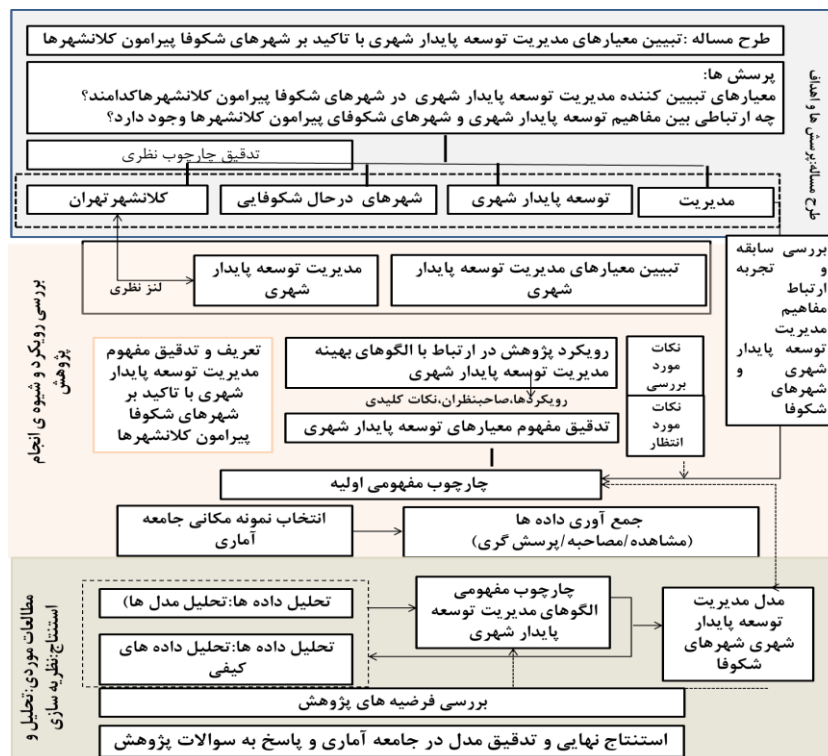 طرح مساله :تبیین معیارهای مدیریت توسعه پایدار شهری با تاکید بر شهرهای شکوفا پیرامون کلانشهرها
طرح مساله:پرسش ها و اهداف
پرسش ها:
معیارهای تبیین کننده مدیریت توسعه پایدار شهری در شهرهای شکوفا پیرامون کلانشهرهاکدامند؟
چه ارتباطی بین مفاهیم توسعه پایدار شهری و شهرهای شکوفای پیرامون کلانشهرها وجود دارد؟
تدقیق چارچوب نظری
مدیریت
توسعه پایدار شهری
شهرهای درحال شکوفایی
کلانشهرتهران
بررسی سابقه
و
تجربه
ارتباط
مفاهیم
مدیریت
توسعه پایدار
شهری و
شهرهای
شکوفا
تبیین معیارهای مدیریت توسعه پایدار
شهری
مدیریت توسعه پایدار
شهری
لنز نظری
بررسی رویکرد و شیوه ی انجام
پژوهش
نکات
مورد
بررسی
نکات
مورد
انتظار
رویکرد پژوهش در ارتباط با الگوهای بهینه
مدیریت توسعه پایدار شهری
رویکردها،صاحبنظران،نکات کلیدی
تدقیق مفهوم معیارهای توسعه پایدار شهری
تعریف و تدقیق مفهوم
مدیریت توسعه پایدار
شهری با تاکید بر
شهرهای شکوفا
پیرامون کلانشهرها
چارچوب مفهومی اولیه
انتخاب نمونه مکانی جامعه
آماری
جمع آوری داده ها
(مشاهده/مصاحبه/پرسش گری)
مطالعات موردی:تحلیل و
استنتاج:نظریه سازی
تحلیل داده ها:تحلیل مدل ها)
تحلیل داده ها:تحلیل داده های
کیفی
چارچوب مفهومی
الگوهای مدیریت توسعه
پایدار شهری
مدل مدیریت
توسعه پایدار
شهری شهرهای
شکوفا
بررسی فرضیه های پژوهش
استنتاج نهایی و تدقیق مدل در جامعه آماری و پاسخ به سوالات پژوهش